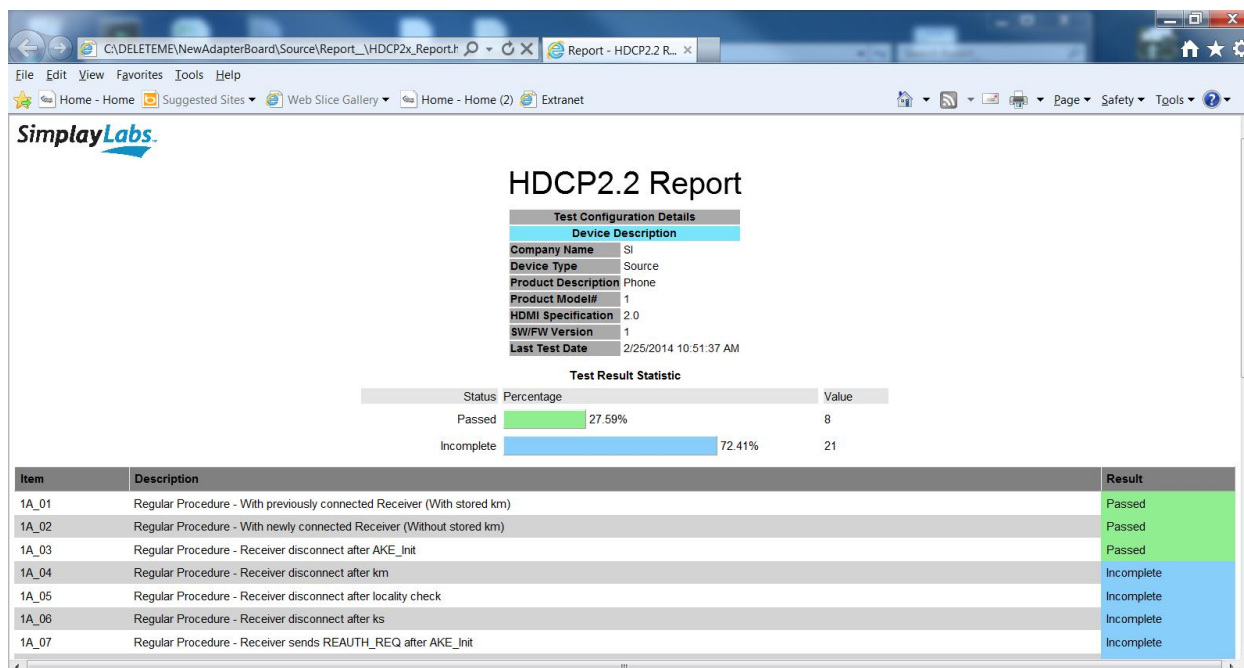 C:\DELETEME\NewAdapterBoard\Source\Report_\HDCP2x_Report.h
Report - HDCP2.2 R...
File Edit View Favorites Tools Help
Home - Home Suggested Sites Web Slice Gallery Home - Home (2) Extranet Page Safety Tools
SimplayLabs
HDCP2.2 Report
Test Configuration Details
Device Description
Company Name SI
Device Type Source
Product Description Phone
Product Model# 1
HDMI Specification 2.0
SW/FW Version 1
Last Test Date 2/25/2014 10:51:37 AM
Test Result Statistic
Status Percentage Value
Passed 27.59% 8
Incomplete 72.41% 21
Item Description Result
1A_01 Regular Procedure - With previously connected Receiver (With stored km) Passed
1A_02 Regular Procedure - With newly connected Receiver (Without stored km) Passed
1A_03 Regular Procedure - Receiver disconnect after AKE_Init Passed
1A_04 Regular Procedure - Receiver disconnect after km Incomplete
1A_05 Regular Procedure - Receiver disconnect after locality check Incomplete
1A_06 Regular Procedure - Receiver disconnect after ks Incomplete
1A_07 Regular Procedure - Receiver sends REAUTH_REQ after AKE_Init Incomplete